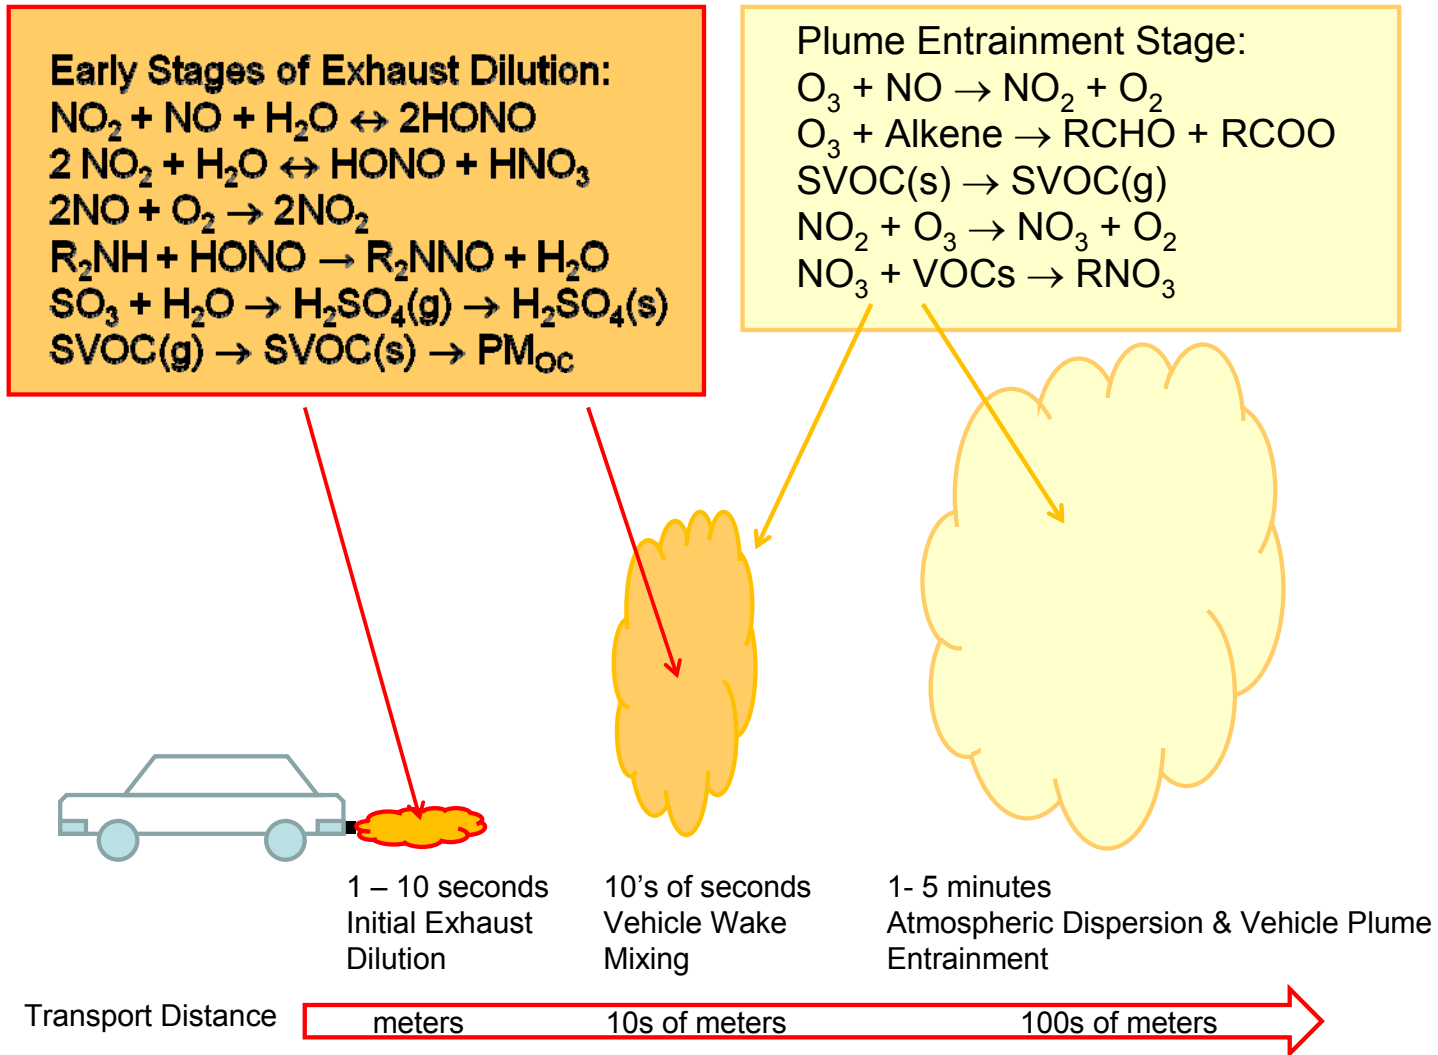 Early Stages of Exhaust Dilution:
NO₂ + NO + H₂O ↔ 2HONO
2 NO₂ + H₂O ↔ HONO + HNO₃
2NO + O₂ → 2NO₂
R₂NH + HONO → R₂NNO + H₂O
SO₃ + H₂O → H₂SO₄(g) → H₂SO₄(s)
SVOC(g) → SVOC(s) → PM_OC
Plume Entrainment Stage:
O₃ + NO → NO₂ + O₂
O₃ + Alkene → RCHO + RCOO
SVOC(s) → SVOC(g)
NO₂ + O₃ → NO₃ + O₂
NO₃ + VOCs → RNO₃
1 – 10 seconds
Initial Exhaust
Dilution
10's of seconds
Vehicle Wake
Mixing
1- 5 minutes
Atmospheric Dispersion & Vehicle Plume
Entrainment
Transport Distance
meters
10s of meters
100s of meters